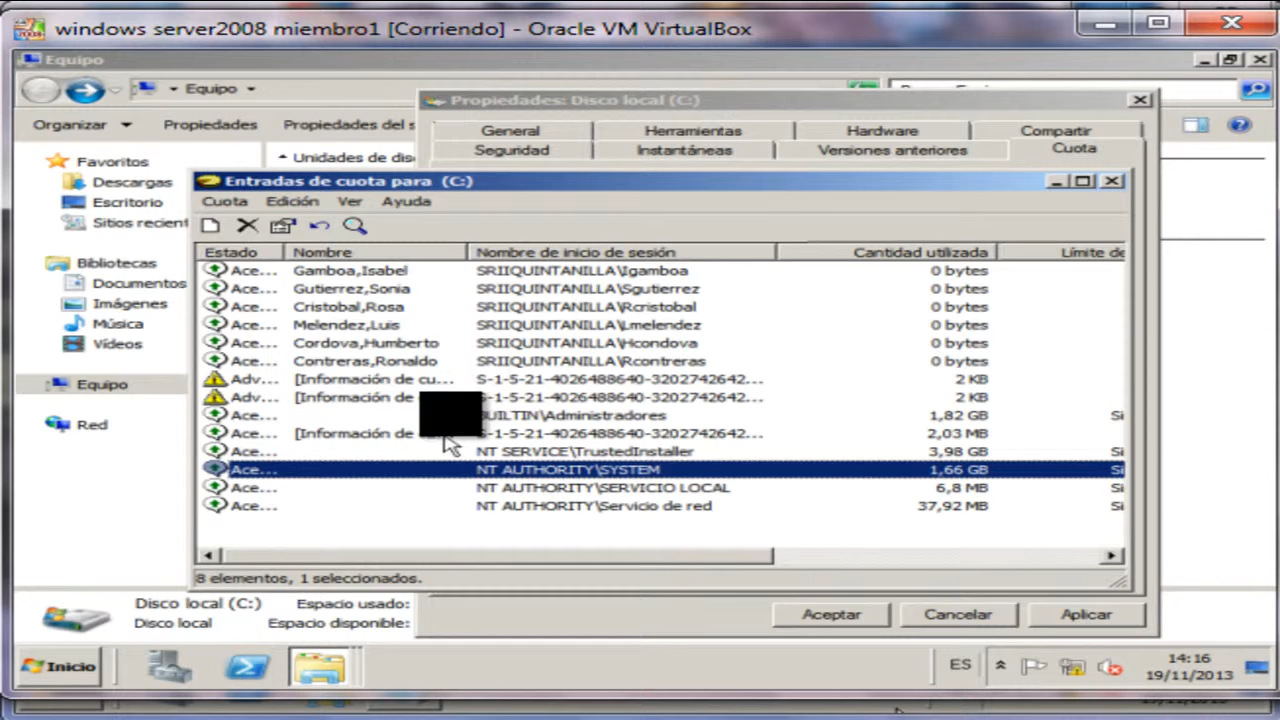 windows server2008 miembro1 [Corriendo] - Oracle VM VirtualBox
Equipo
Equipo
Organizar Propiedades Propiedades del s
Propiedades: Disco local (C:)
General Herramientas Hardware Compartir
Seguridad Instantáneas Versiones anteriores Cuota
Favoritos
Descargas
Escritorio
Sitios recient
Bibliotecas
Documentos
Imágenes
Música
Vídeos
Equipo
Red
Unidades de dis
Entradas de cuota para (C:)
Cuota Edición Ver Ayuda
Estado Nombre Nombre de inicio de sesión Cantidad utilizada Límite de
Ace... Gamboa,Isabel SRIIQUINTANILLA\Igamboa 0 bytes
Ace... Gutierrez,Sonia SRIIQUINTANILLA\Sgutierrez 0 bytes
Ace... Cristobal,Rosa SRIIQUINTANILLA\Rcristobal 0 bytes
Ace... Melendez,Luis SRIIQUINTANILLA\Lmelendez 0 bytes
Ace... Cordova,Humberto SRIIQUINTANILLA\Hcondova 0 bytes
Ace... Contreras,Ronaldo SRIIQUINTANILLA\Rcontreras 0 bytes
Adv... [Información de cu... S-1-5-21-4026488640-3202742642... 2 KB
Adv... [Información de S-1-5-21-4026488640-3202742642... 2 KB
Ace... UILTIN\Administradores 1,82 GB Si
Ace... [Información de S-1-5-21-4026488640-3202742642... 2,03 MB
Ace... NT SERVICE\TrustedInstaller 3,98 GB Si
Ace... NT AUTHORITY\SYSTEM 1,66 GB Si
Ace... NT AUTHORITY\SERVICIO LOCAL 6,8 MB Si
Ace... NT AUTHORITY\Servicio de red 37,92 MB Si
8 elementos, 1 seleccionados.
Disco local (C:) Espacio usado:
Disco local Espacio disponible:
Aceptar Cancelar Aplicar
Inicio
ES
14:16
19/11/2013